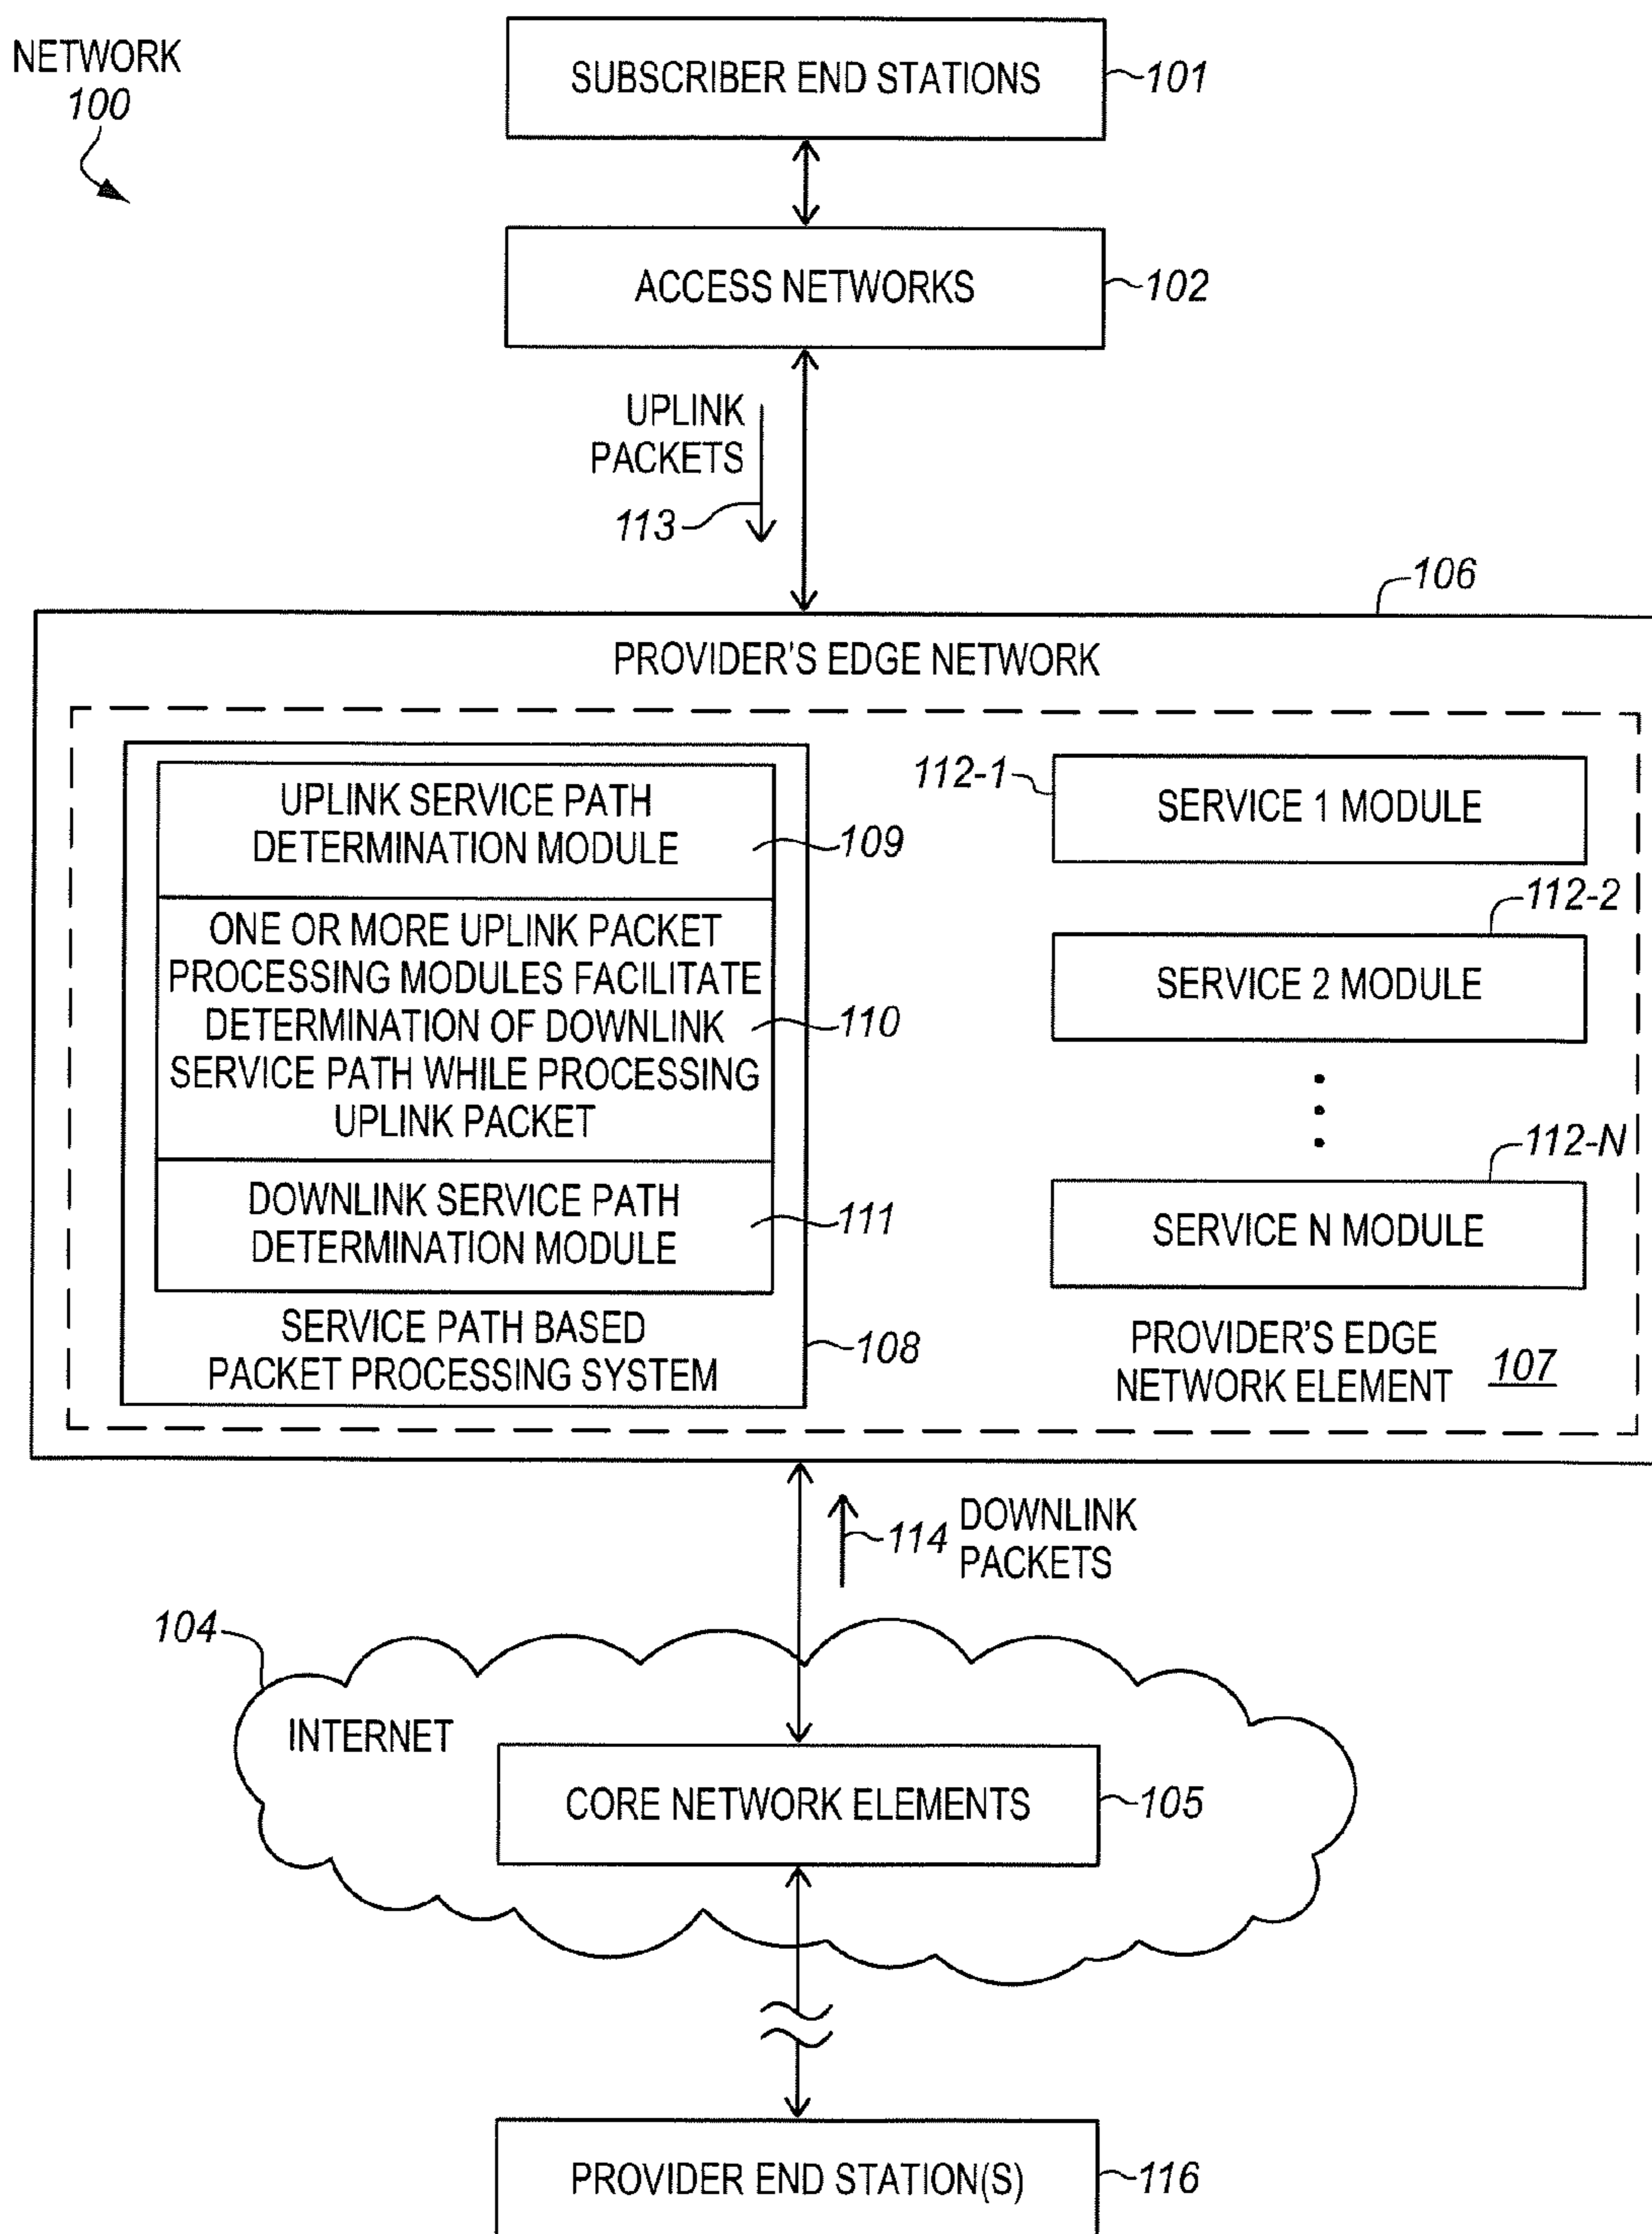 NETWORK
100
SUBSCRIBER END STATIONS
101
ACCESS NETWORKS
102
UPLINK
PACKETS
113
106
PROVIDER'S EDGE NETWORK
UPLINK SERVICE PATH
DETERMINATION MODULE
109
ONE OR MORE UPLINK PACKET
PROCESSING MODULES FACILITATE
DETERMINATION OF DOWNLINK
SERVICE PATH WHILE PROCESSING
UPLINK PACKET
110
DOWNLINK SERVICE PATH
DETERMINATION MODULE
111
SERVICE PATH BASED
PACKET PROCESSING SYSTEM
108
112-1
SERVICE 1 MODULE
112-2
SERVICE 2 MODULE
112-N
SERVICE N MODULE
PROVIDER'S EDGE
NETWORK ELEMENT
107
114
DOWNLINK
PACKETS
104
INTERNET
CORE NETWORK ELEMENTS
105
PROVIDER END STATION(S)
116